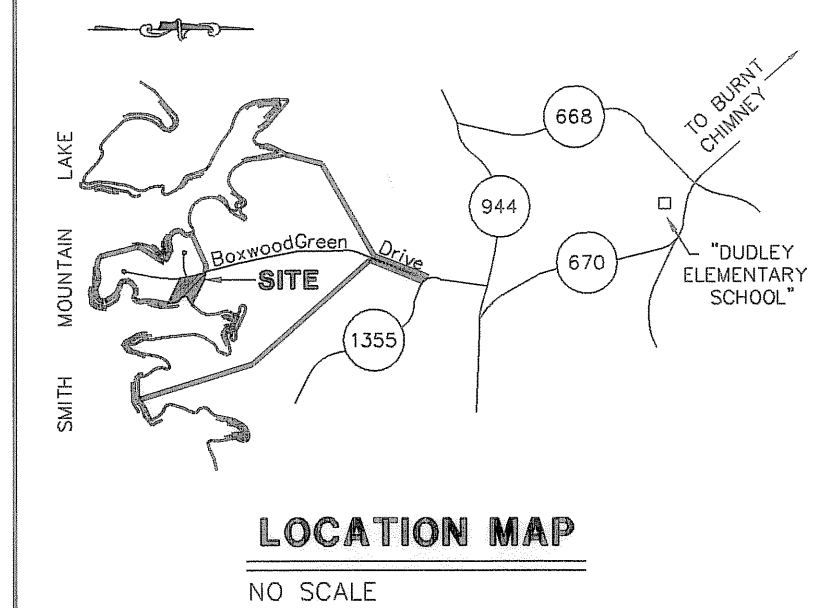 TO BURNT
CHIMNEY
668
944
670
"DUDLEY
ELEMENTARY
SCHOOL"
SMITH MOUNTAIN LAKE
BoxwoodGreen Drive
SITE
1355
LOCATION MAP
NO SCALE